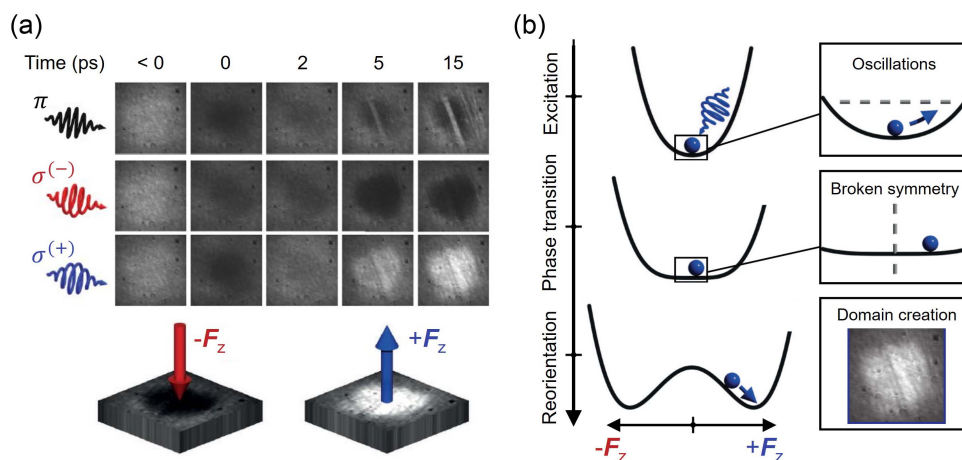 (a)
Time (ps) < 0 0 2 5 15
π
σ(−)
σ(+)
-Fz
+Fz
(b)
Excitation
Phase transition
Reorientation
Oscillations
Broken symmetry
Domain creation
-Fz
+Fz